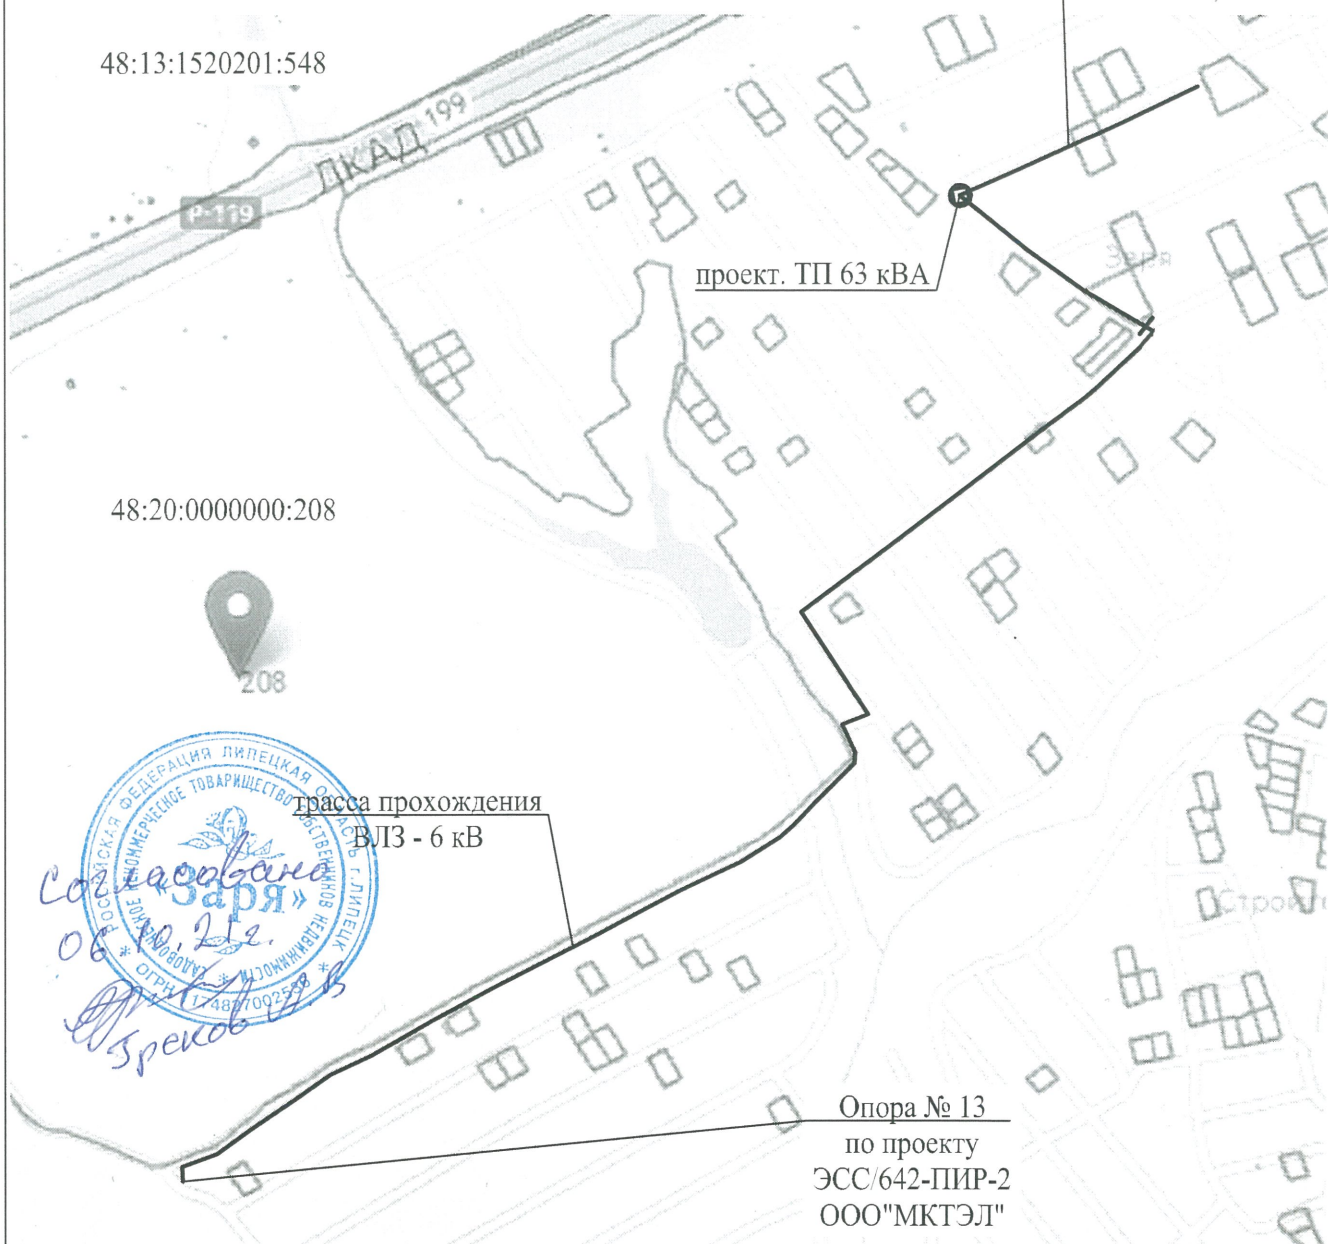 48:13:1520201:548
ЛКАД 199
Р-119
проект. ТП 63 кВА
Заря
48:20:0000000:208
208
РОССИЙСКАЯ ФЕДЕРАЦИЯ ЛИПЕЦКАЯ ОБЛАСТЬ г.ЛИПЕЦК
САДОВОДЧЕСКОЕ НЕКОММЕРЧЕСКОЕ ТОВАРИЩЕСТВО СОБСТВЕННИКОВ НЕДВИЖИМОСТИ
«Заря»
ОГРН
трасса прохождения
ВЛЗ - 6 кВ
Согласовано
06.10.21г.
Греков
Опора № 13
по проекту
ЭСС/642-ПИР-2
ООО"МКТЭЛ"